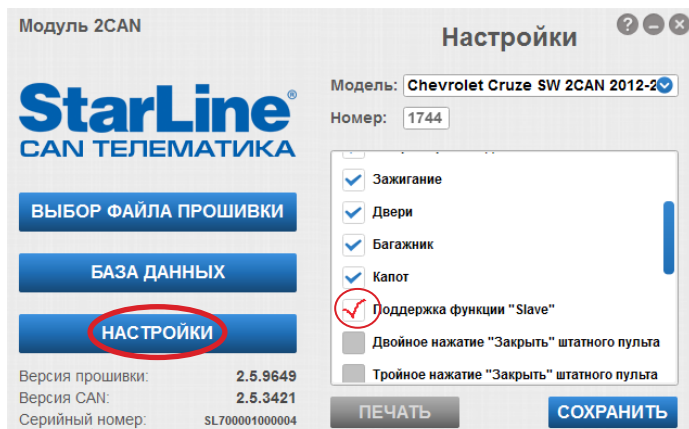 Модуль 2CAN
Настройки
StarLine®
CAN ТЕЛЕМАТИКА
ВЫБОР ФАЙЛА ПРОШИВКИ
БАЗА ДАННЫХ
НАСТРОЙКИ
Версия прошивки: 2.5.9649
Версия CAN: 2.5.3421
Серийный номер: SL700001000004
Модель: Chevrolet Cruze SW 2CAN 2012-2
Номер: 1744
Зажигание
Двери
Багажник
Капот
Поддержка функции "Slave"
Двойное нажатие "Закрыть" штатного пульта
Тройное нажатие "Закрыть" штатного пульта
ПЕЧАТЬ
СОХРАНИТЬ